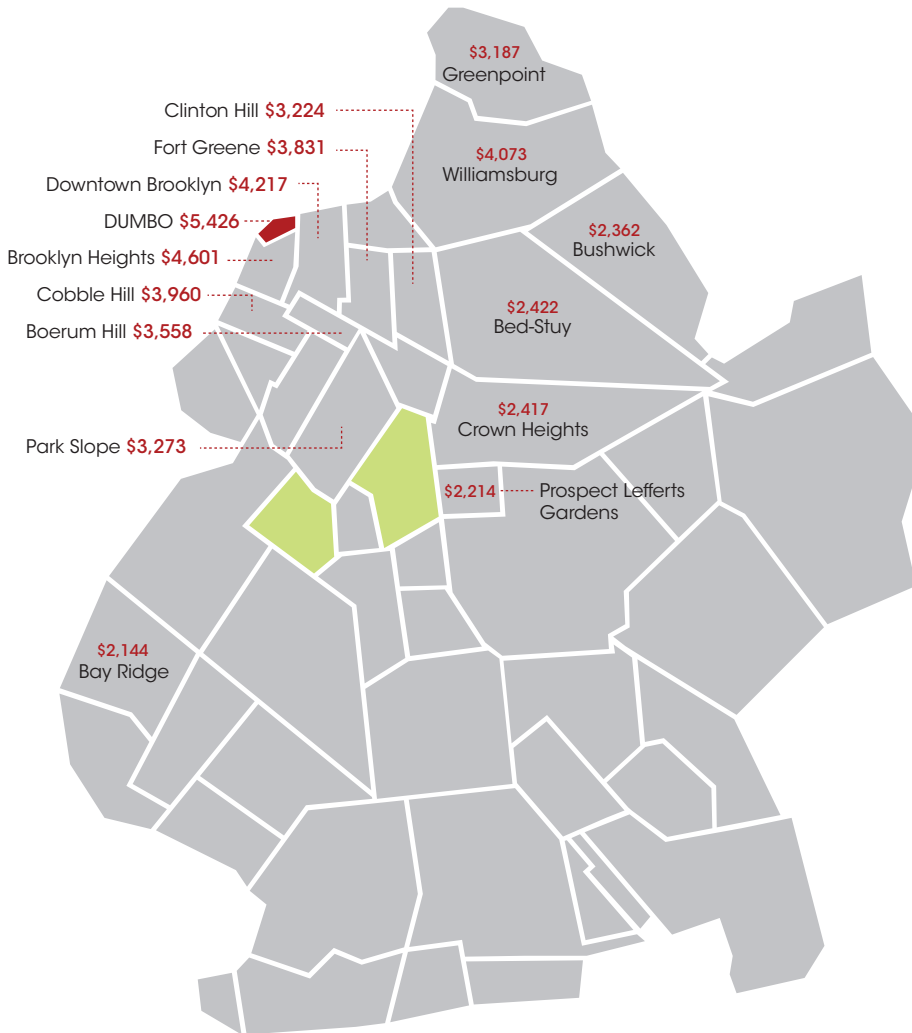 $3,187
Greenpoint
Clinton Hill $3,224
Fort Greene $3,831
$4,073
Williamsburg
Downtown Brooklyn $4,217
DUMBO $5,426
$2,362
Bushwick
Brooklyn Heights $4,601
Cobble Hill $3,960
$2,422
Bed-Stuy
Boerum Hill $3,558
$2,417
Crown Heights
Park Slope $3,273
$2,214 Prospect Lefferts
Gardens
$2,144
Bay Ridge